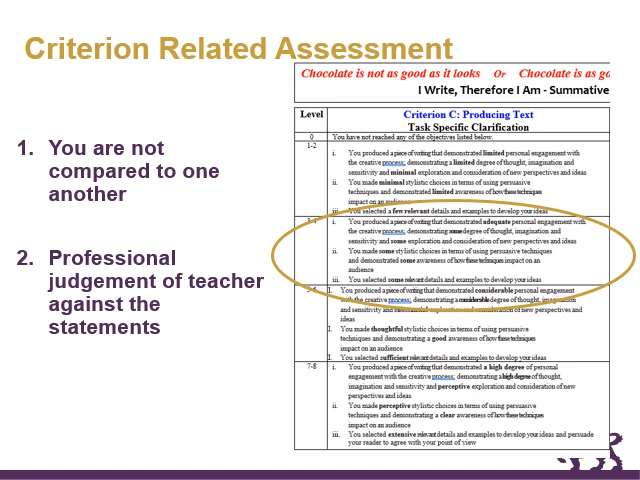 Criterion Related Assessment
1. You are not
compared to one
another
2. Professional
judgement of teacher
against the
statements
Chocolate is not as good as it looks Or Chocolate is as go
I Write, Therefore I Am - Summative
Level
Criterion C: Producing Text
Task Specific Clarification
0 You have not reached any of the objectives listed below.
1-2
i. You produced a piece of writing that demonstrated limited personal engagement with
the creative process; demonstrating a limited degree of thought, imagination and
sensitivity and minimal exploration and consideration of new perspectives and ideas
ii. You made minimal stylistic choices in terms of using persuasive
techniques and demonstrated limited awareness of how these techniques
impact on an audience
iii. You selected a few relevant details and examples to develop your ideas
3-4
i. You produced a piece of writing that demonstrated adequate personal engagement with
the creative process; demonstrating some degree of thought, imagination and
sensitivity and some exploration and consideration of new perspectives and ideas
ii. You made some stylistic choices in terms of using persuasive techniques
and demonstrated some awareness of how these techniques impact on an
audience
iii. You selected some relevant details and examples to develop your ideas
5-6
I. You produced a piece of writing that demonstrated considerable personal engagement
with the creative process; demonstrating a considerable degree of thought, imagination
and sensitivity and successful exploration and consideration of new perspectives and
ideas
I. You made thoughtful stylistic choices in terms of using persuasive
techniques and demonstrating a good awareness of how these techniques
impact on an audience
I. You selected sufficient relevant details and examples to develop your ideas
7-8
i. You produced a piece of writing that demonstrated a high degree of personal
engagement with the creative process; demonstrating a high degree of thought,
imagination and sensitivity and perceptive exploration and consideration of new
perspectives and ideas
ii. You made perceptive stylistic choices in terms of using persuasive
techniques and demonstrating a clear awareness of how these techniques
impact on an audience
iii. You selected extensive relevant details and examples to develop your ideas and persuade
your reader to agree with your point of view